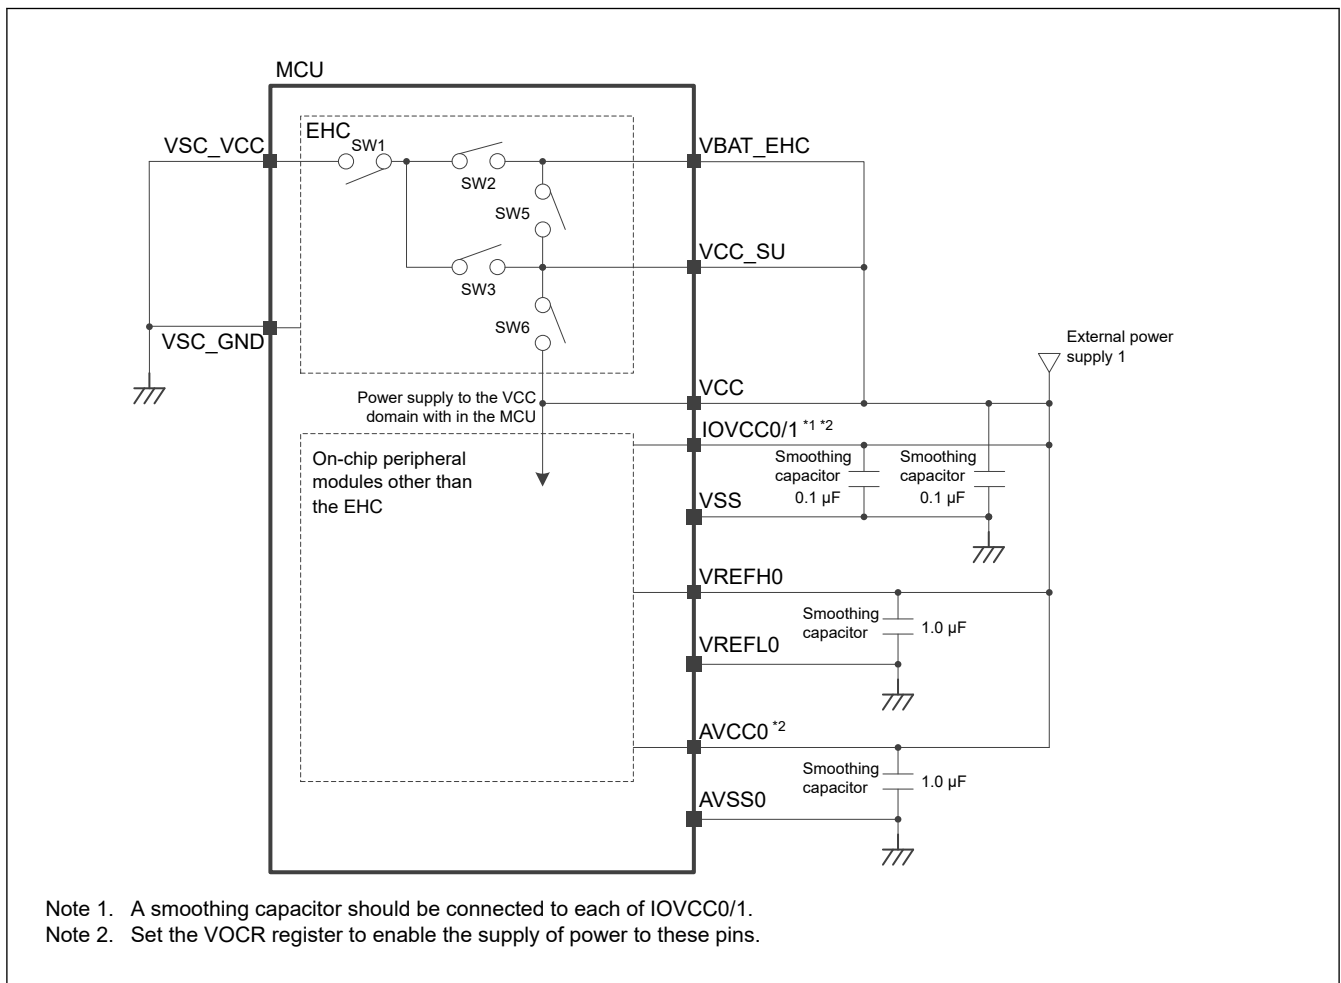 MCU
EHC
SW1
VSC_VCC
VBAT_EHC
SW2
SW5
VCC_SU
SW3
SW6
VSC_GND
External power
supply 1
VCC
Power supply to the VCC
domain with in the MCU
IOVCC0/1 *1 *2
On-chip peripheral
modules other than
the EHC
Smoothing
capacitor
0.1 µF
Smoothing
capacitor
0.1 µF
VSS
VREFH0
Smoothing
capacitor
1.0 µF
VREFL0
AVCC0 *2
Smoothing
capacitor
1.0 µF
AVSS0
Note 1. A smoothing capacitor should be connected to each of IOVCC0/1.
Note 2. Set the VOCR register to enable the supply of power to these pins.